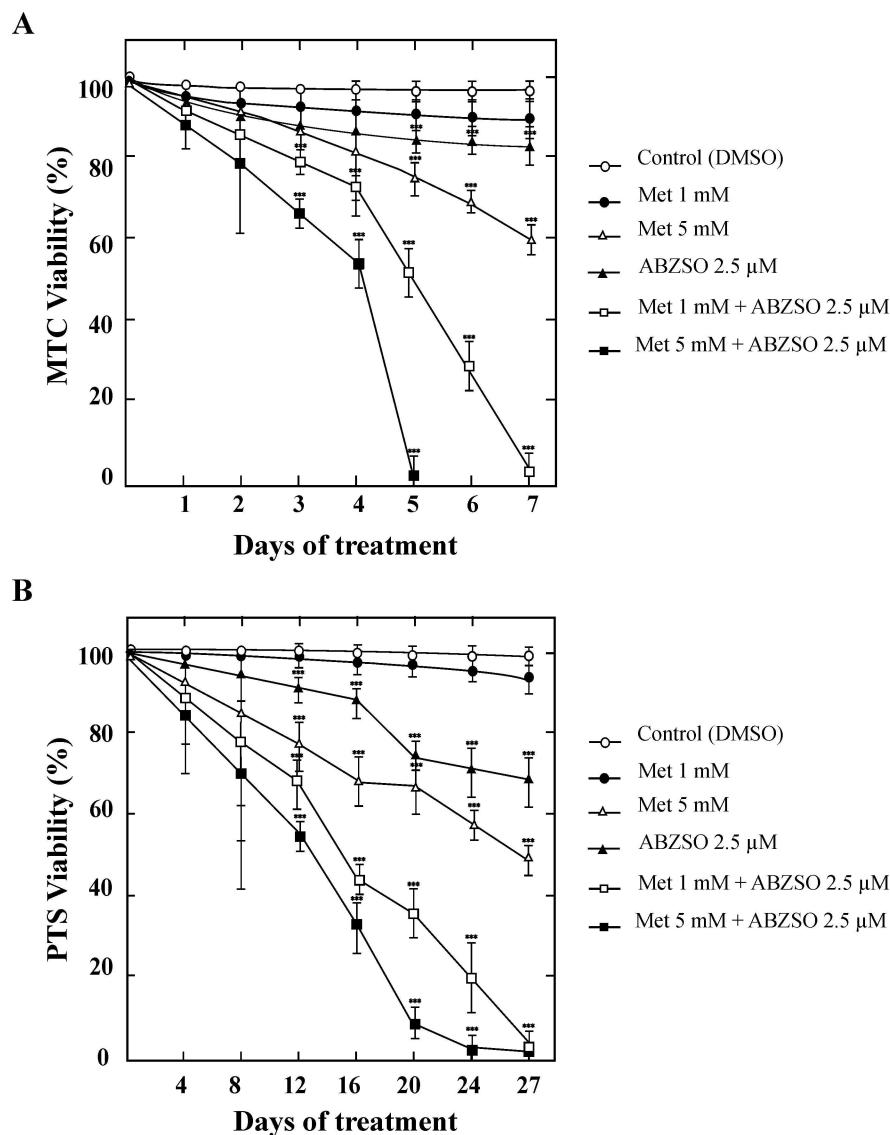 A
MTC Viability (%)
100
80
60
40
20
0
*** *** ***
*** ***
*** *** *** ***
*** *** ***
***
***
*** ***
1 2 3 4 5 6 7
Days of treatment
Control (DMSO)
Met 1 mM
Met 5 mM
ABZSO 2.5 µM
Met 1 mM + ABZSO 2.5 µM
Met 5 mM + ABZSO 2.5 µM
B
PTS Viability (%)
100
80
60
40
20
0
*** ***
*** *** *** ***
*** *** ***
*** ***
*** *** ***
*** *** ***
*** *** ***
4 8 12 16 20 24 27
Days of treatment
Control (DMSO)
Met 1 mM
Met 5 mM
ABZSO 2.5 µM
Met 1 mM + ABZSO 2.5 µM
Met 5 mM + ABZSO 2.5 µM